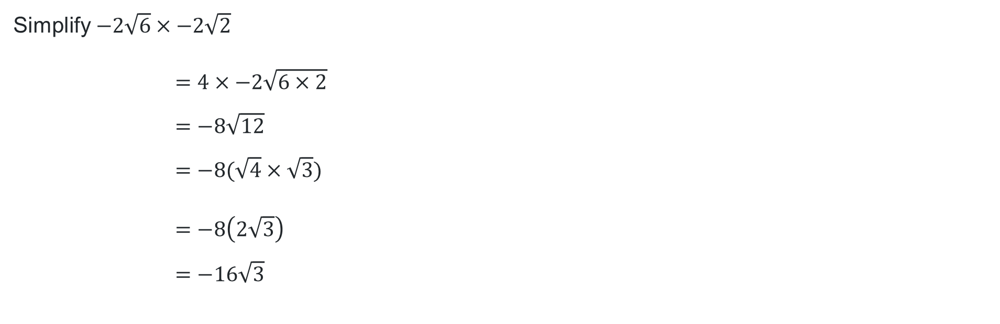 Simplify −2√6 × −2√2
= 4 × −2√(6 × 2)
= −8√12
= −8(√4 × √3)
= −8(2√3)
= −16√3